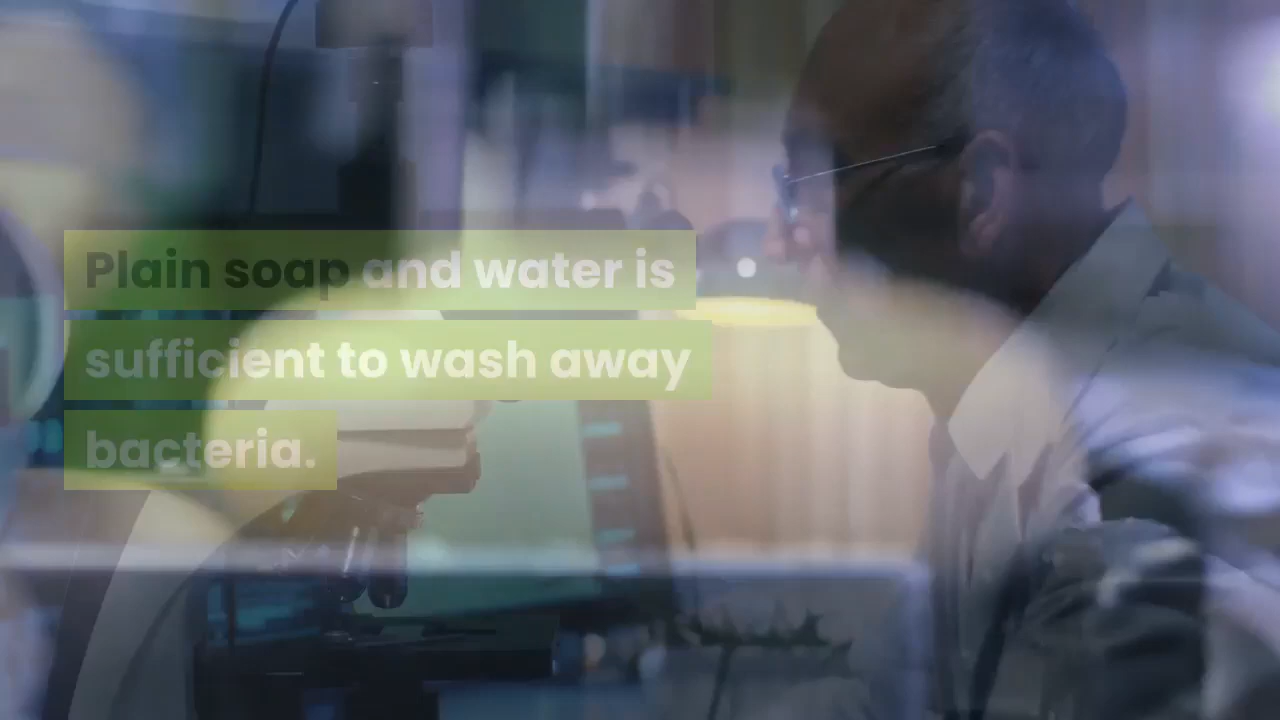 Plain soap and water is
sufficient to wash away
bacteria.